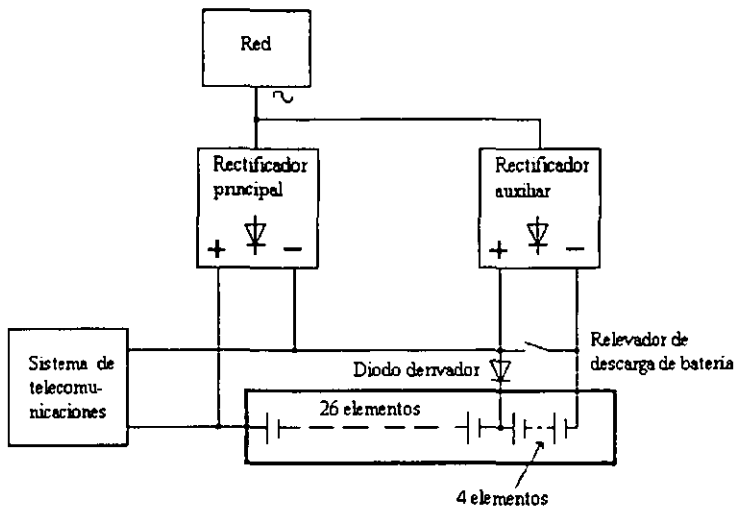 Red
Rectificador
principal
+ −
Rectificador
auxiliar
+ −
Sistema de
telecomu-
nicaciones
Diodo derivador
Relevador de
descarga de bateria
26 elementos
4 elementos